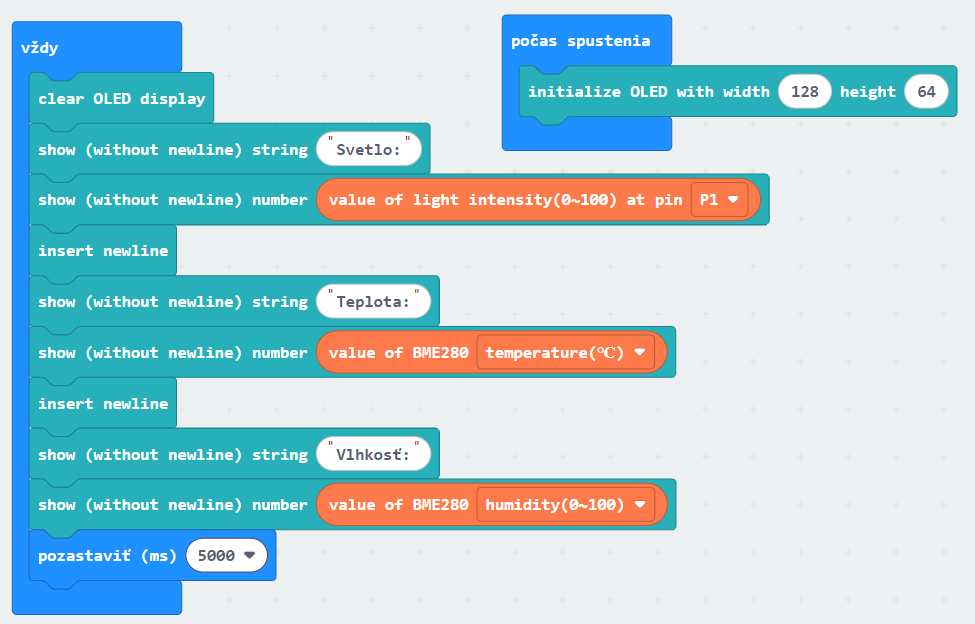 vždy
clear OLED display
show (without newline) string "Svetlo:"
show (without newline) number value of light intensity(0~100) at pin P1
insert newline
show (without newline) string "Teplota:"
show (without newline) number value of BME280 temperature(℃)
insert newline
show (without newline) string "Vlhkosť:"
show (without newline) number value of BME280 humidity(0~100)
pozastaviť (ms) 5000
počas spustenia
initialize OLED with width 128 height 64